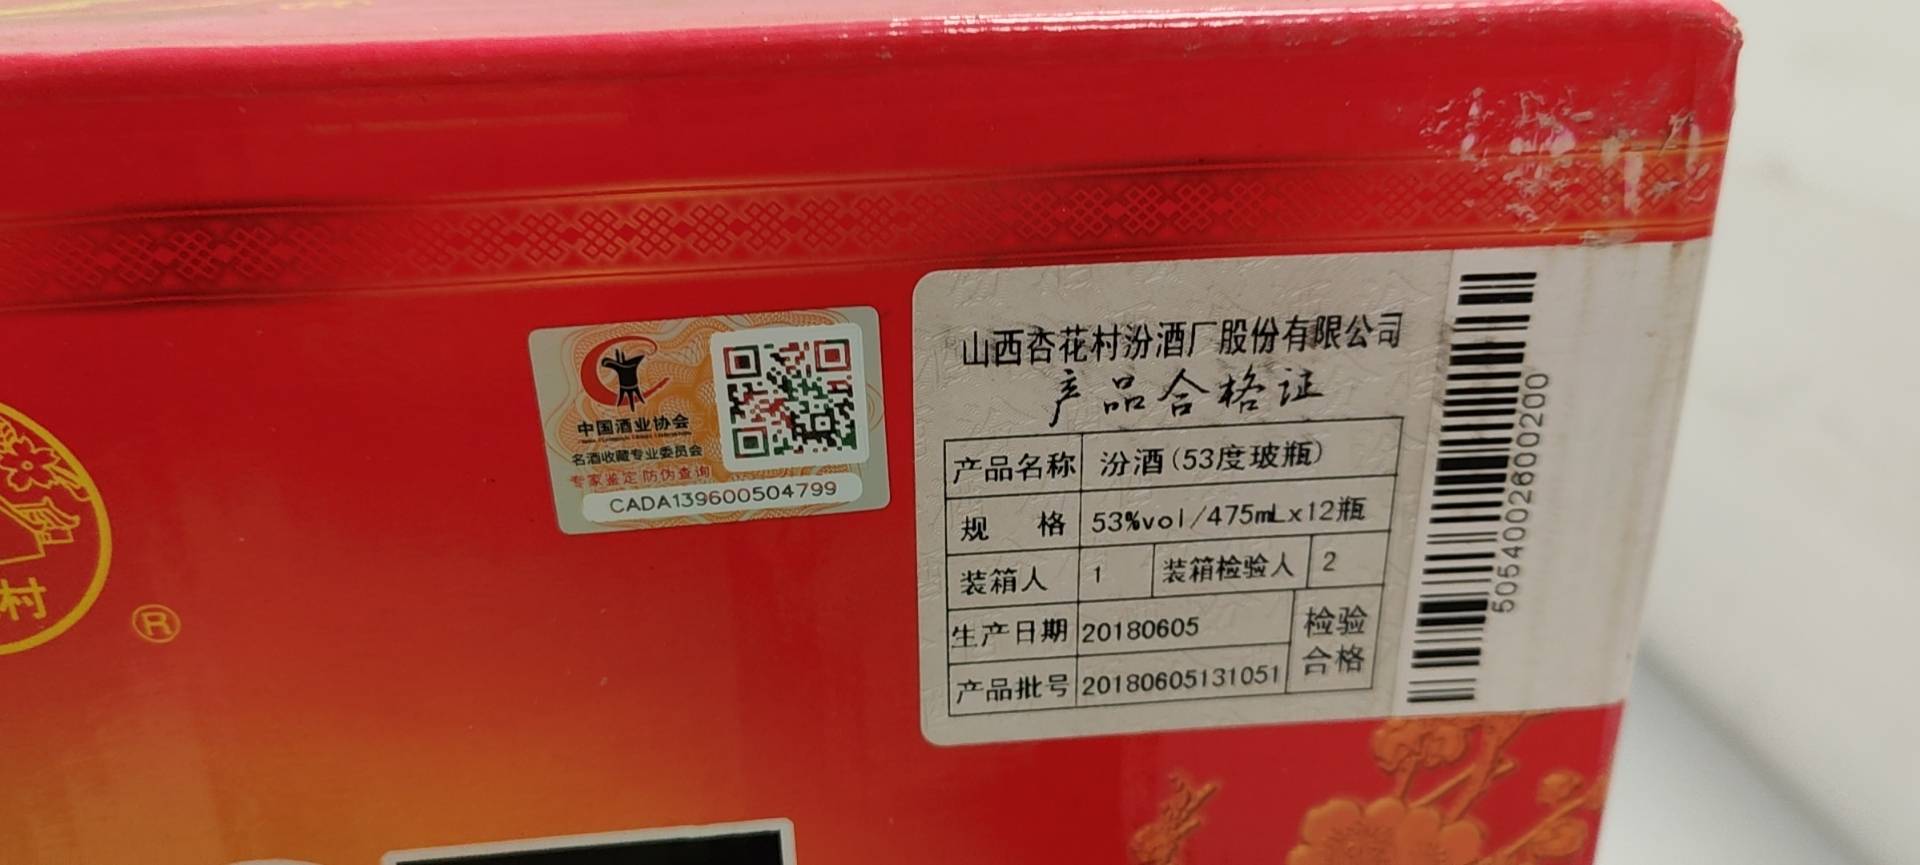 村
®
中国酒业协会
名酒收藏专业委员会
专家鉴定 防伪查询
CADA139600504799
山西杏花村汾酒厂股份有限公司
产品合格证
产品名称 汾酒(53度玻瓶)
规 格 53%vol/475mL×12瓶
装箱人 1 装箱检验人 2
生产日期 20180605 检验
产品批号 20180605131051 合格
5055400260020​0